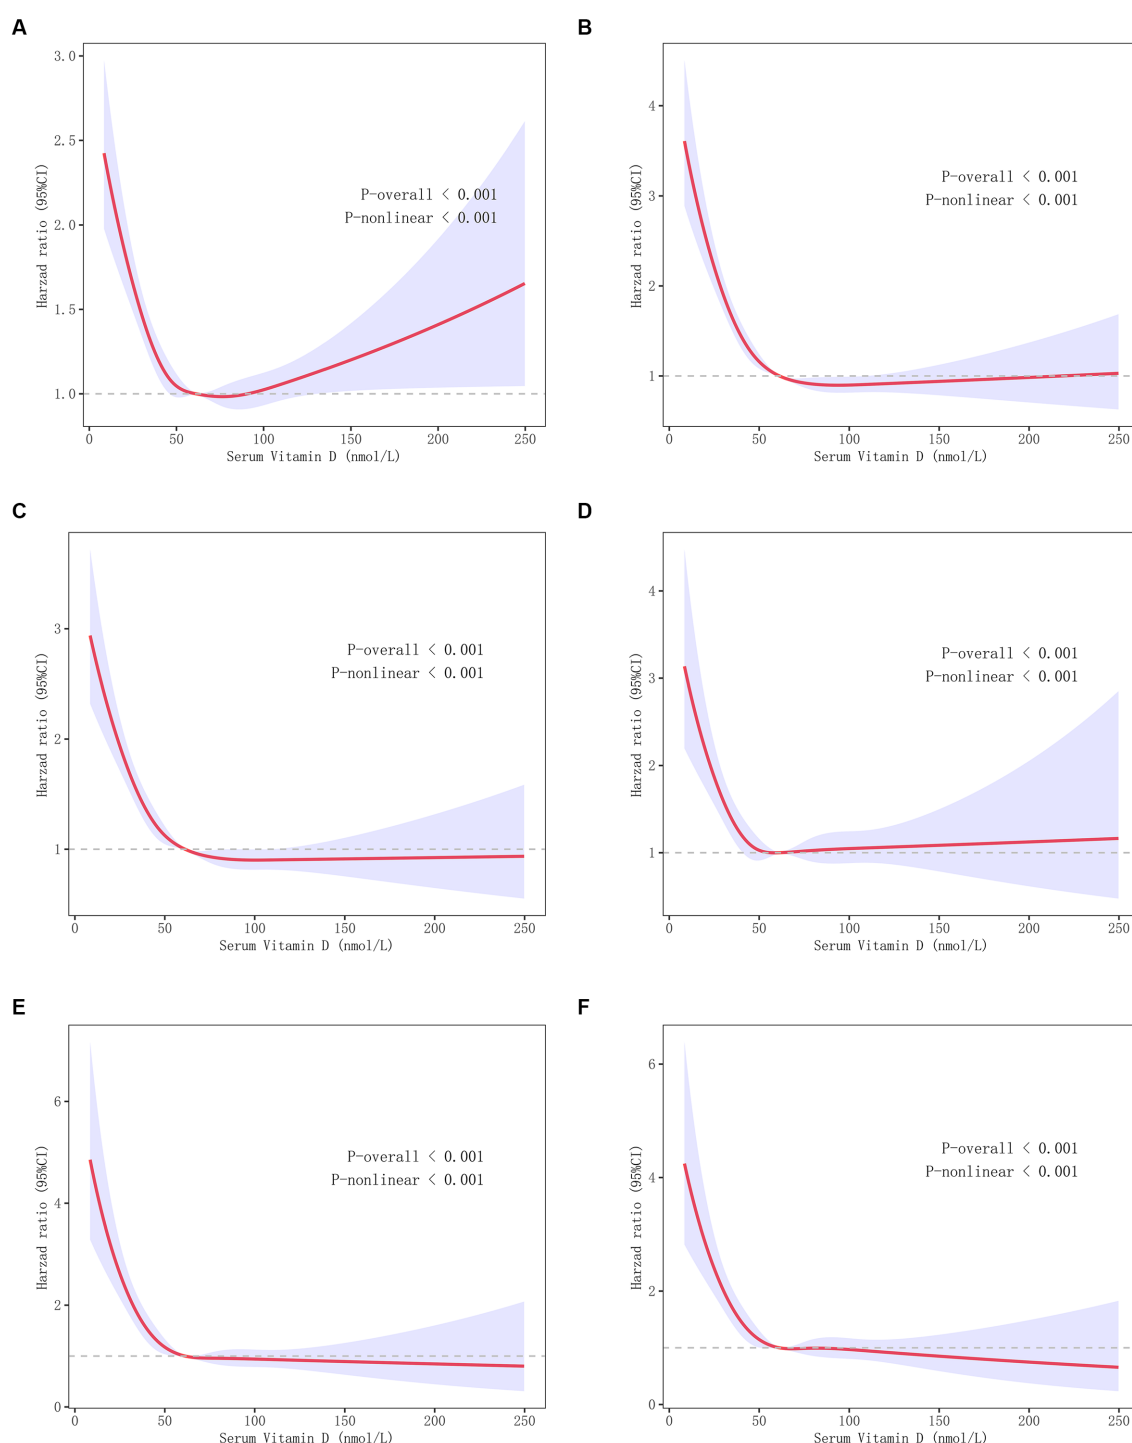 A
3.0
2.5
2.0
1.5
1.0
Harzad ratio (95%CI)
P-overall < 0.001
P-nonlinear < 0.001
0 50 100 150 200 250
Serum Vitamin D (nmol/L)
B
4
3
2
1
Harzad ratio (95%CI)
P-overall < 0.001
P-nonlinear < 0.001
0 50 100 150 200 250
Serum Vitamin D (nmol/L)
C
3
2
1
Harzad ratio (95%CI)
P-overall < 0.001
P-nonlinear < 0.001
0 50 100 150 200 250
Serum Vitamin D (nmol/L)
D
4
3
2
1
Harzad ratio (95%CI)
P-overall < 0.001
P-nonlinear < 0.001
0 50 100 150 200 250
Serum Vitamin D (nmol/L)
E
6
4
2
0
Harzad ratio (95%CI)
P-overall < 0.001
P-nonlinear < 0.001
0 50 100 150 200 250
Serum Vitamin D (nmol/L)
F
6
4
2
0
Harzad ratio (95%CI)
P-overall < 0.001
P-nonlinear < 0.001
0 50 100 150 200 250
Serum Vitamin D (nmol/L)